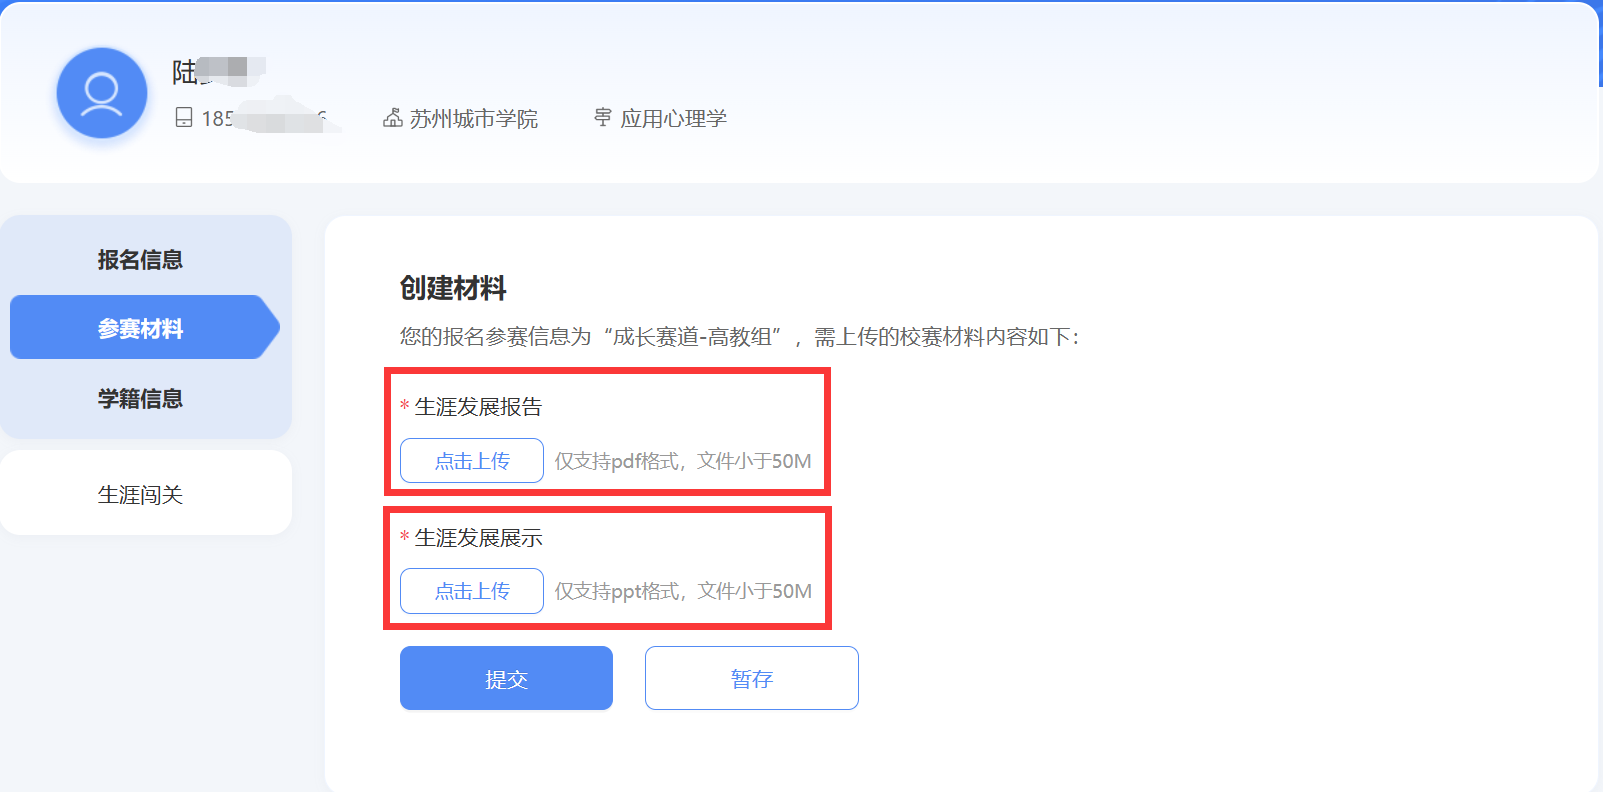 陆
185 6
苏州城市学院
应用心理学
报名信息
参赛材料
学籍信息
生涯闯关
创建材料
您的报名参赛信息为“成长赛道-高教组”，需上传的校赛材料内容如下：
* 生涯发展报告
点击上传 仅支持pdf格式，文件小于50M
* 生涯发展展示
点击上传 仅支持ppt格式，文件小于50M
提交
暂存